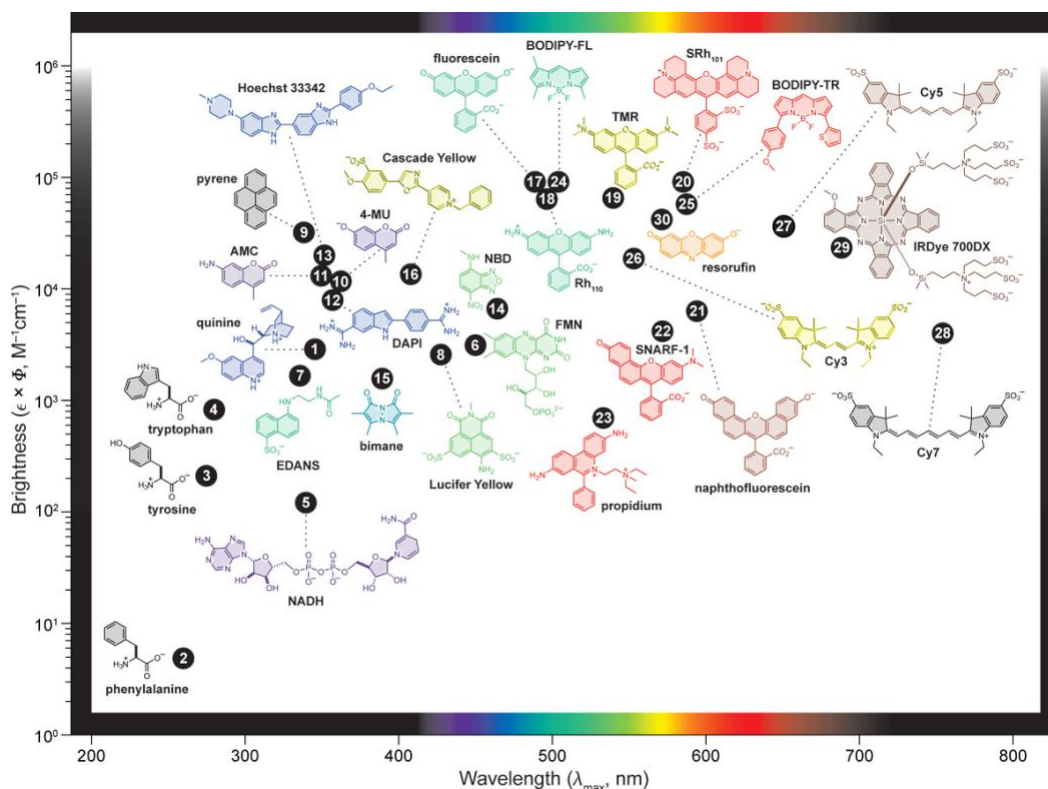 10⁶
10⁵
10⁴
10³
10²
10¹
10⁰
Brightness (ϵ × Φ, M⁻¹cm⁻¹)
200
300
400
500
600
700
800
Wavelength (λmax, nm)
Hoechst 33342
fluorescein
BODIPY-FL
SRh₁₀₁
BODIPY-TR
Cy5
TMR
Cascade Yellow
pyrene
4-MU
AMC
NBD
Rh₁₁₀
resorufin
IRDye 700DX
quinine
DAPI
FMN
SNARF-1
Cy3
tryptophan
EDANS
bimane
Lucifer Yellow
propidium
naphthofluorescein
Cy7
tyrosine
NADH
phenylalanine
1
2
3
4
5
6
7
8
9
10
11
12
13
14
15
16
17
18
19
20
21
22
23
24
25
26
27
28
29
30